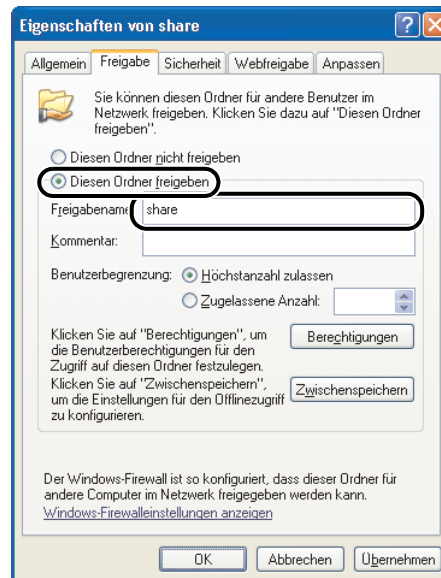 Eigenschaften von share
Allgemein Freigabe Sicherheit Webfreigabe Anpassen
Sie können diesen Ordner für andere Benutzer im
Netzwerk freigeben. Klicken Sie dazu auf "Diesen Ordner
freigeben".
Diesen Ordner nicht freigeben
Diesen Ordner freigeben
Freigabename: share
Kommentar:
Benutzerbegrenzung: Höchstanzahl zulassen
Zugelassene Anzahl:
Klicken Sie auf "Berechtigungen", um
die Benutzerberechtigungen für den
Zugriff auf diesen Ordner festzulegen.
Berechtigungen
Klicken Sie auf "Zwischenspeichern",
um die Einstellungen für den Offlinezugriff
zu konfigurieren.
Zwischenspeichern
Der Windows-Firewall ist so konfiguriert, dass dieser Ordner für
andere Computer im Netzwerk freigegeben werden kann.
Windows-Firewalleinstellungen anzeigen
OK Abbrechen Übernehmen